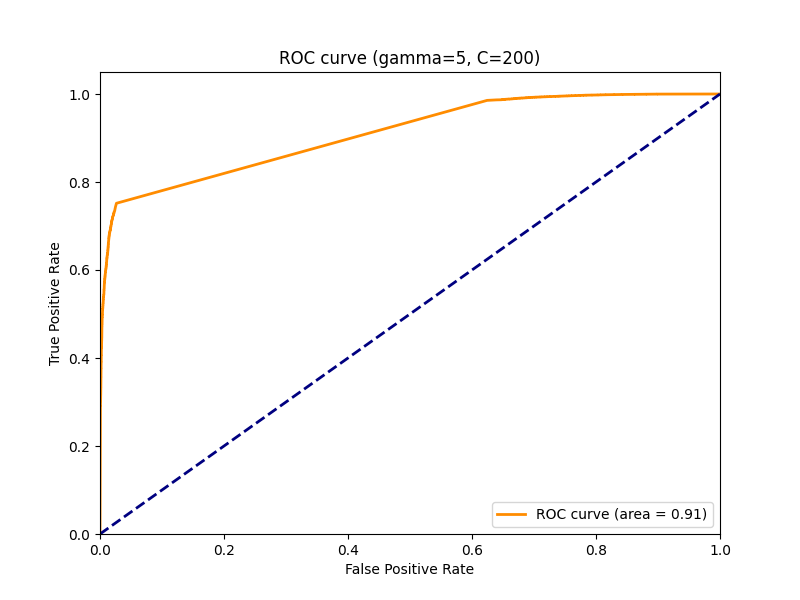 ROC curve (gamma=5, C=200)
True Positive Rate
1.0
0.8
0.6
0.4
0.2
0.0
ROC curve (area = 0.91)
0.0 0.2 0.4 0.6 0.8 1.0
False Positive Rate